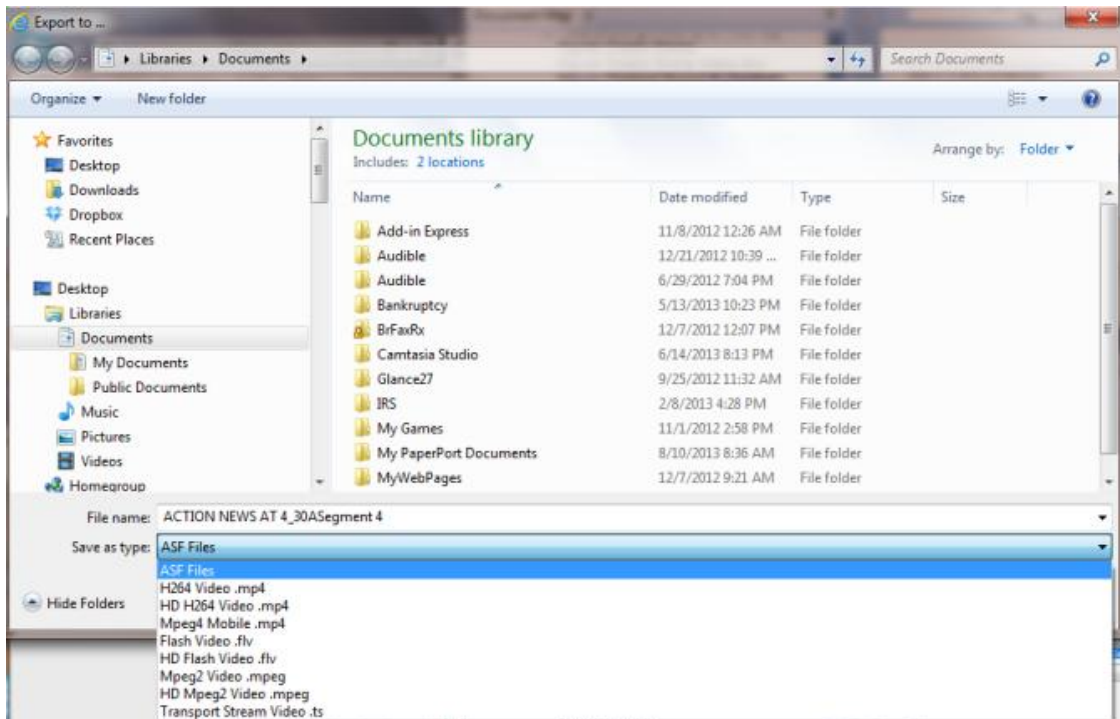 Export to ...
Libraries Documents
Search Documents
Organize New folder
Favorites
Desktop
Downloads
Dropbox
Recent Places
Desktop
Libraries
Documents
My Documents
Public Documents
Music
Pictures
Videos
Homegroup
Documents library
Includes: 2 locations
Arrange by: Folder
Name Date modified Type Size
Add-in Express 11/8/2012 12:26 AM File folder
Audible 12/21/2012 10:39 ... File folder
Audible 6/29/2012 7:04 PM File folder
Bankruptcy 5/13/2013 10:23 PM File folder
BrFaxRx 12/7/2012 12:07 PM File folder
Camtasia Studio 6/14/2013 8:13 PM File folder
Glance27 9/25/2012 11:32 AM File folder
IRS 2/8/2013 4:28 PM File folder
My Games 11/1/2012 2:58 PM File folder
My PaperPort Documents 8/10/2013 8:36 AM File folder
MyWebPages 12/7/2012 9:21 AM File folder
File name: ACTION NEWS AT 4_30ASegment 4
Save as type: ASF Files
ASF Files
H264 Video .mp4
HD H264 Video .mp4
Mpeg4 Mobile .mp4
Flash Video .flv
HD Flash Video .flv
Mpeg2 Video .mpeg
HD Mpeg2 Video .mpeg
Transport Stream Video .ts
Hide Folders